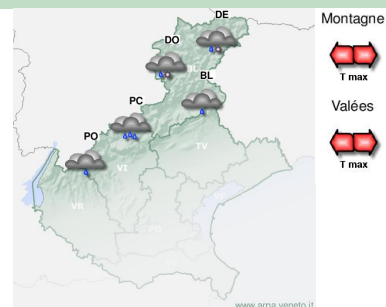 DE
Montagne
DO
BL
T max
PC
Valées
PO
TV
VI
T max
VR
PD
www.arpa.veneto.it